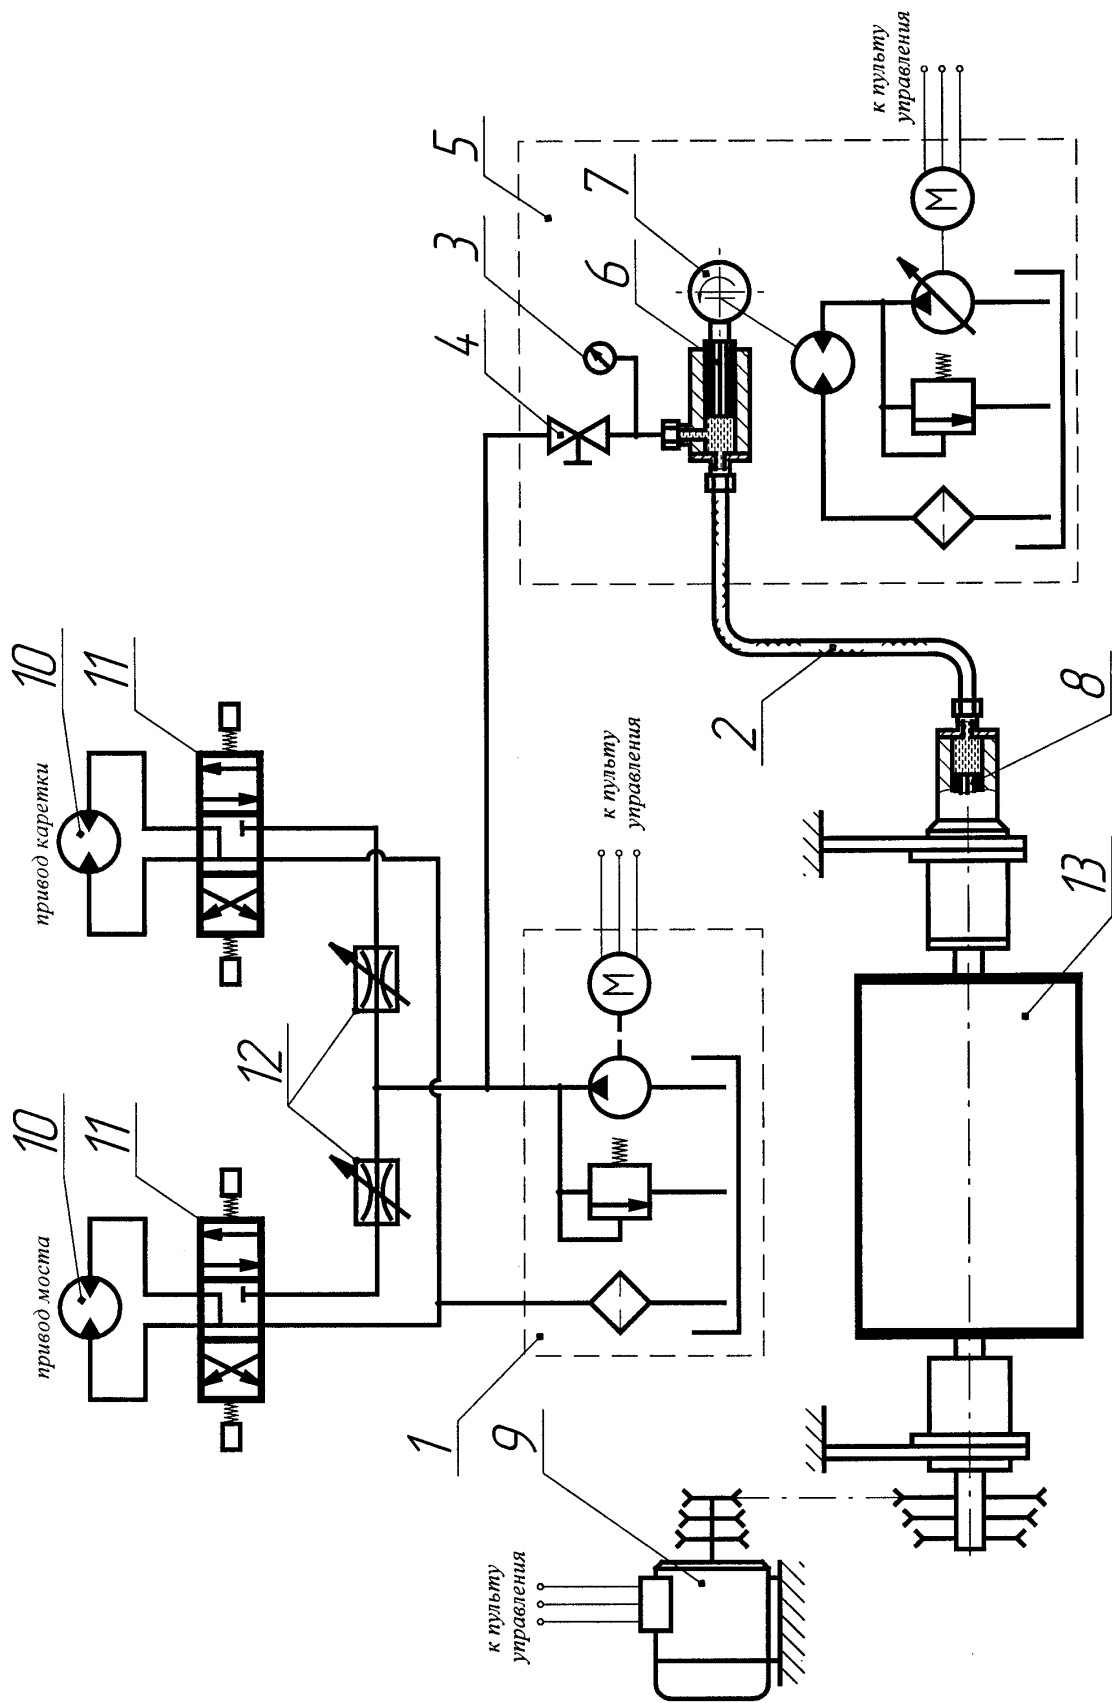 10
11
привод моста
12
10
11
привод каретки
1
9
к пульту
управления
М
к пульту
управления
2
4
3
5
6
7
М
к пульту
управления
8
13